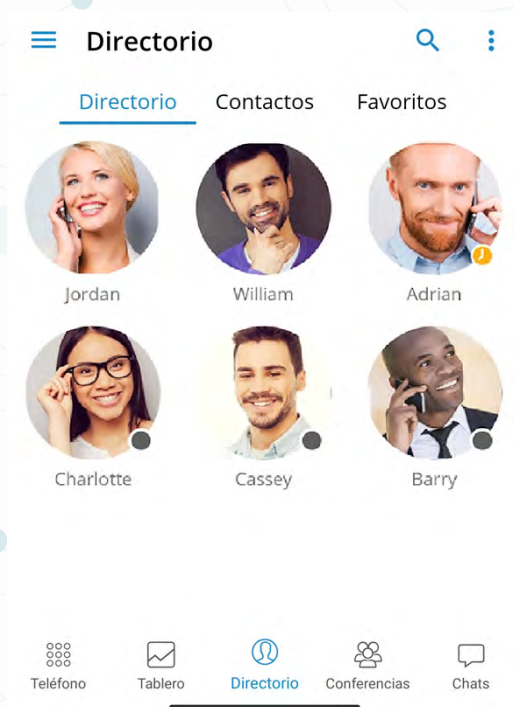 Directorio
Directorio Contactos Favoritos
Jordan William Adrian
Charlotte Cassey Barry
Teléfono Tablero Directorio Conferencias Chats